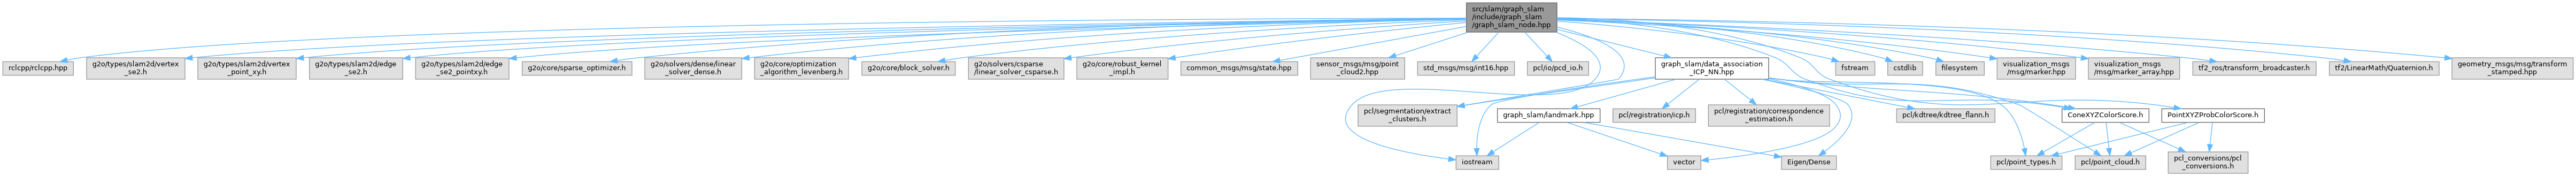 src/slam/graph_slam
/include/graph_slam
/graph_slam_node.hpp
rclcpp/rclcpp.hpp
g2o/types/slam2d/vertex
_se2.h
g2o/types/slam2d/vertex
_point_xy.h
g2o/types/slam2d/edge
_se2.h
g2o/types/slam2d/edge
_se2_pointxy.h
g2o/core/sparse_optimizer.h
g2o/solvers/dense/linear
_solver_dense.h
g2o/core/optimization
_algorithm_levenberg.h
g2o/core/block_solver.h
g2o/solvers/csparse
/linear_solver_csparse.h
g2o/core/robust_kernel
_impl.h
common_msgs/msg/state.hpp
sensor_msgs/msg/point
_cloud2.hpp
std_msgs/msg/int16.hpp
pcl/io/pcd_io.h
graph_slam/data_association
_ICP_NN.hpp
fstream
cstdlib
filesystem
visualization_msgs
/msg/marker.hpp
visualization_msgs
/msg/marker_array.hpp
tf2_ros/transform_broadcaster.h
tf2/LinearMath/Quaternion.h
geometry_msgs/msg/transform
_stamped.hpp
pcl/segmentation/extract
_clusters.h
graph_slam/landmark.hpp
pcl/registration/icp.h
pcl/registration/correspondence
_estimation.h
pcl/kdtree/kdtree_flann.h
ConeXYZColorScore.h
PointXYZProbColorScore.h
iostream
vector
Eigen/Dense
pcl/point_types.h
pcl/point_cloud.h
pcl_conversions/pcl
_conversions.h